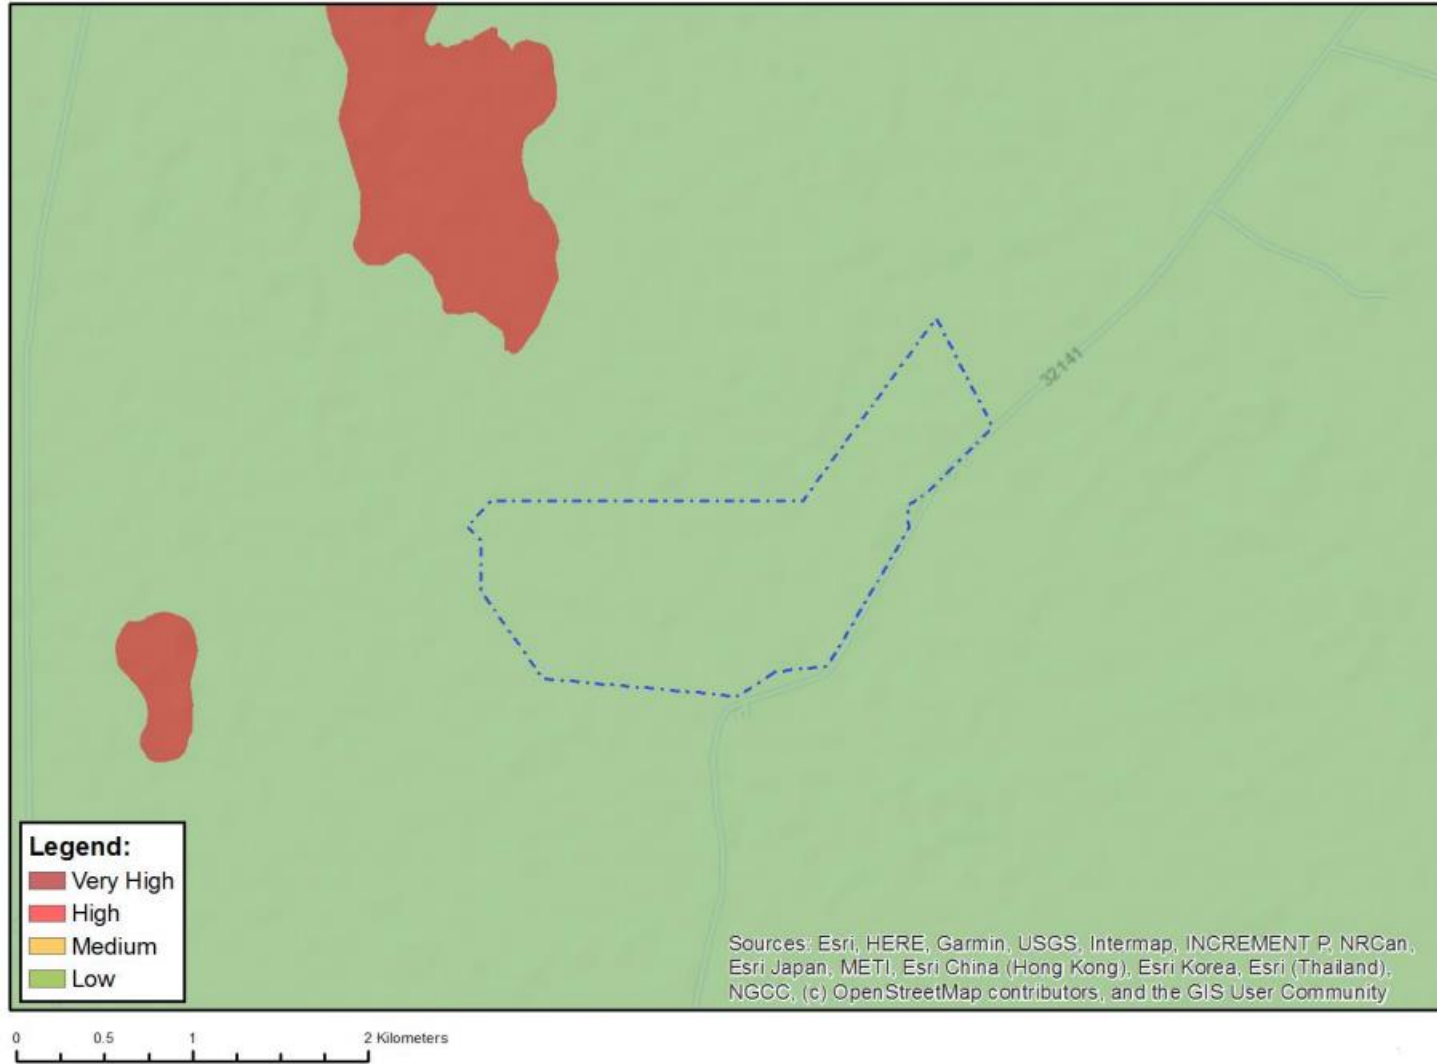 32141
Legend:
Very High
High
Medium
Low
Sources: Esri, HERE, Garmin, USGS, Intermap, INCREMENT P, NRCan,
Esri Japan, METI, Esri China (Hong Kong), Esri Korea, Esri (Thailand),
NGCC, (c) OpenStreetMap contributors, and the GIS User Community
0 0.5 1 2 Kilometers